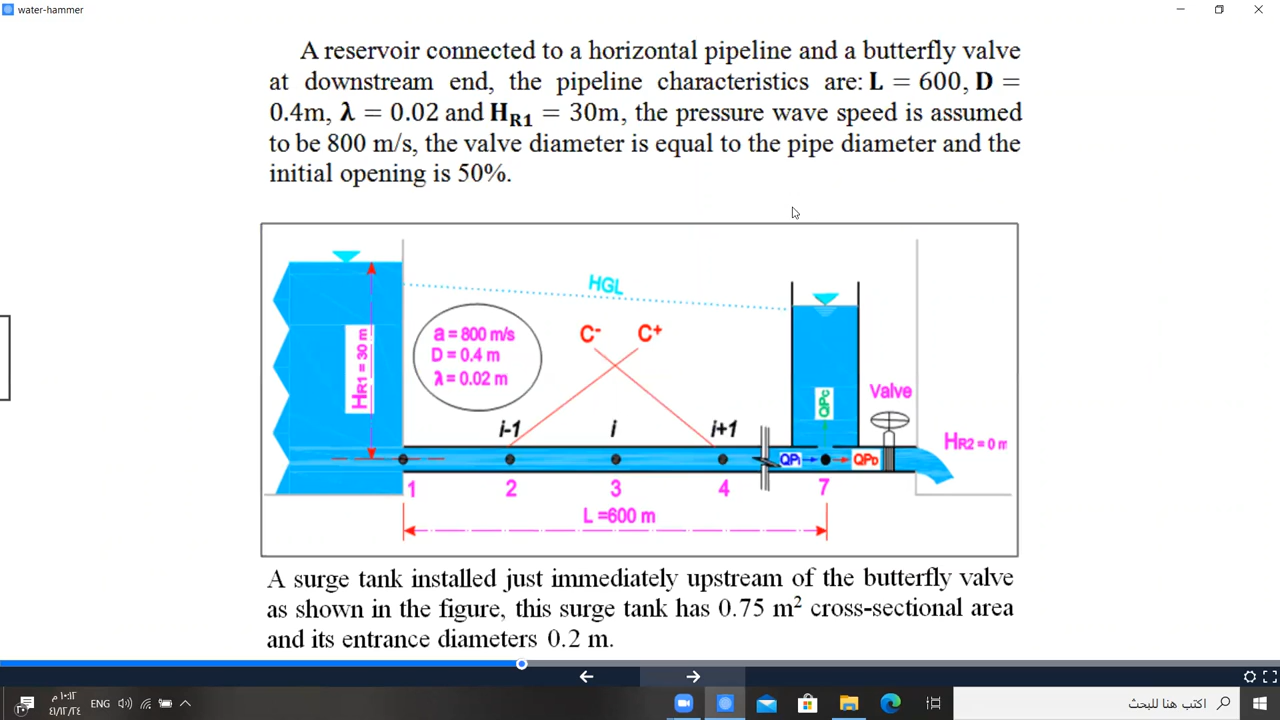 water-hammer
A reservoir connected to a horizontal pipeline and a butterfly valve
at downstream end, the pipeline characteristics are: L = 600, D =
0.4m, λ = 0.02 and HR1 = 30m, the pressure wave speed is assumed
to be 800 m/s, the valve diameter is equal to the pipe diameter and the
initial opening is 50%.
HGL
HR1 = 30 m
a = 800 m/s
D = 0.4 m
λ = 0.02 m
C- C+
i-1 i i+1
QPc
Valve
HR2 = 0 m
QPi
QPo
1 2 3 4 7
L =600 m
A surge tank installed just immediately upstream of the butterfly valve
as shown in the figure, this surge tank has 0.75 m² cross-sectional area
and its entrance diameters 0.2 m.
ENG
اكتب هنا للبحث